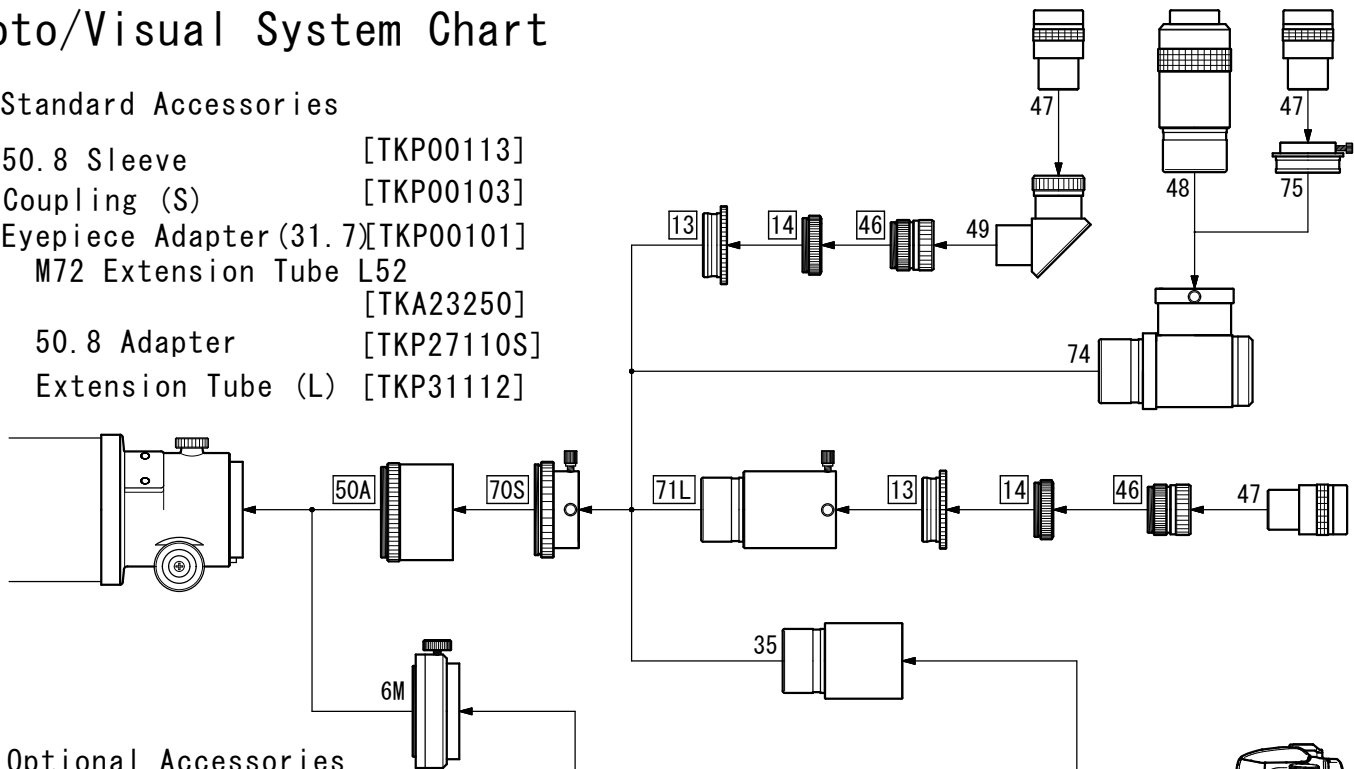 oto/Visual System Chart
Standard Accessories
50.8 Sleeve [TKP00113]
Coupling (S) [TKP00103]
Eyepiece Adapter(31.7)[TKP00101]
M72 Extension Tube L52
[TKA23250]
50.8 Adapter [TKP27110S]
Extension Tube (L) [TKP31112]
47
48
47
75
13
14
46
49
74
50A
70S
71L
13
14
46
47
35
6M
Optional Accessories